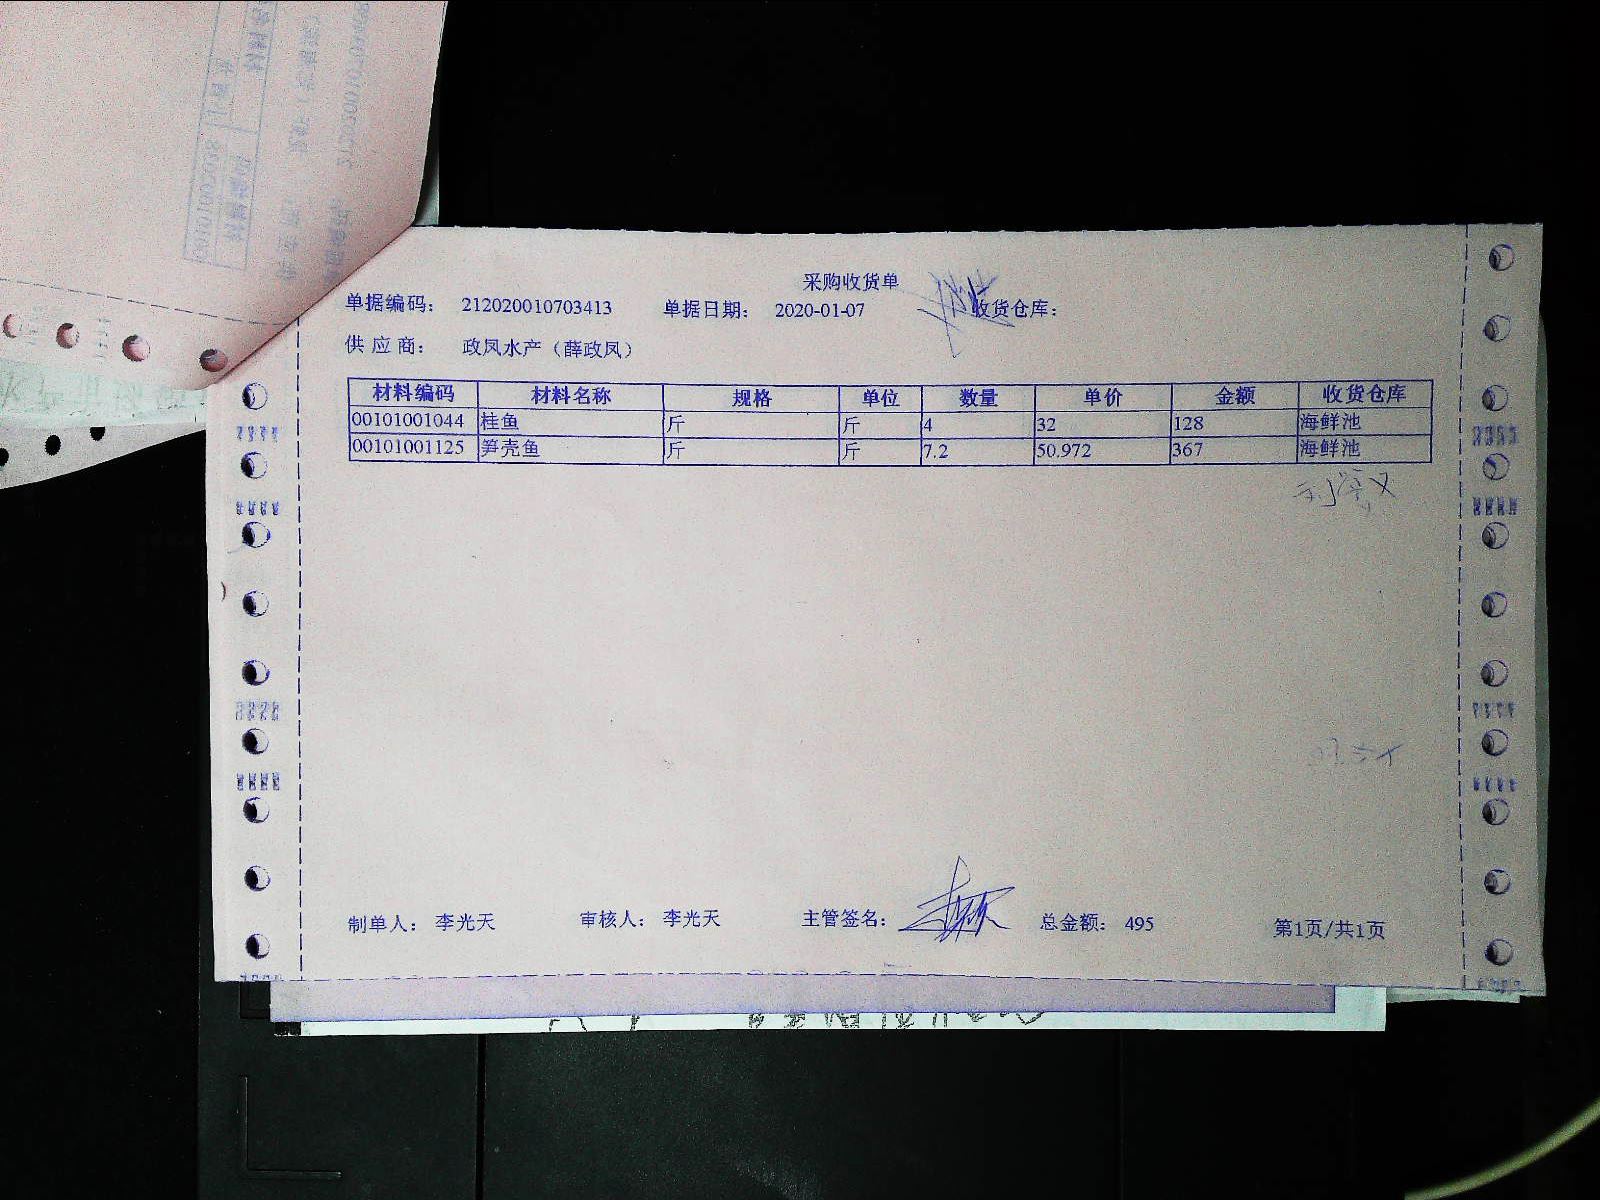 采购收货单
单据编码： 212020010703413 单据日期： 2020-01-07 收货仓库：
供 应 商： 政凤水产（薛政凤）
材料编码 材料名称 规格 单位 数量 单价 金额 收货仓库
00101001044 桂鱼 斤 斤 4 32 128 海鲜池
00101001125 笋壳鱼 斤 斤 7.2 50.972 367 海鲜池
制单人： 李光天 审核人： 李光天 主管签名： 总金额： 495 第1页/共1页